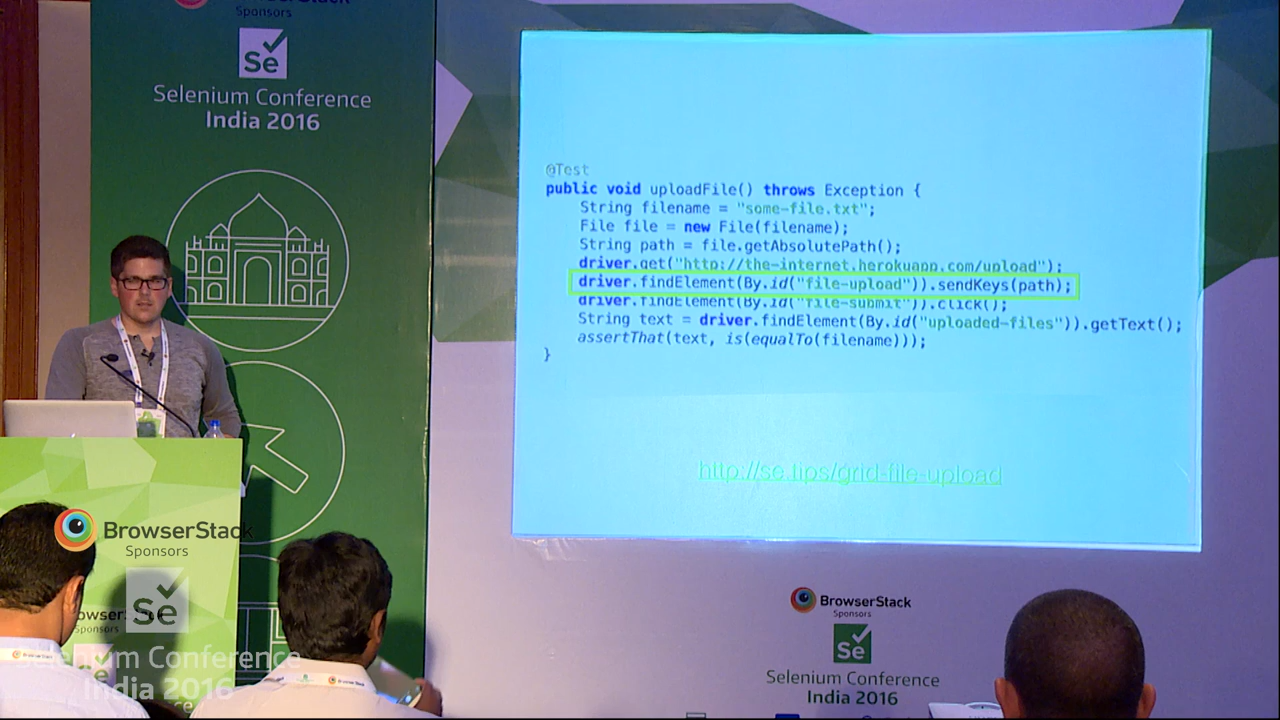 BrowserStack
Sponsors
Se
Selenium Conference
India 2016
@Test
public void uploadFile() throws Exception {
String filename = "some-file.txt";
File file = new File(filename);
String path = file.getAbsolutePath();
driver.get("http://the-internet.herokuapp.com/upload");
driver.findElement(By.id("file-upload")).sendKeys(path);
driver.findElement(By.id("file-submit")).click();
String text = driver.findElement(By.id("uploaded-files")).getText();
assertThat(text, is(equalTo(filename)));
}
http://se.tips/grid-file-upload
BrowserStack
Sponsors
Se
Selenium Conference
India 2016
BrowserStack
Sponsors
Se
Selenium Conference
India 2016